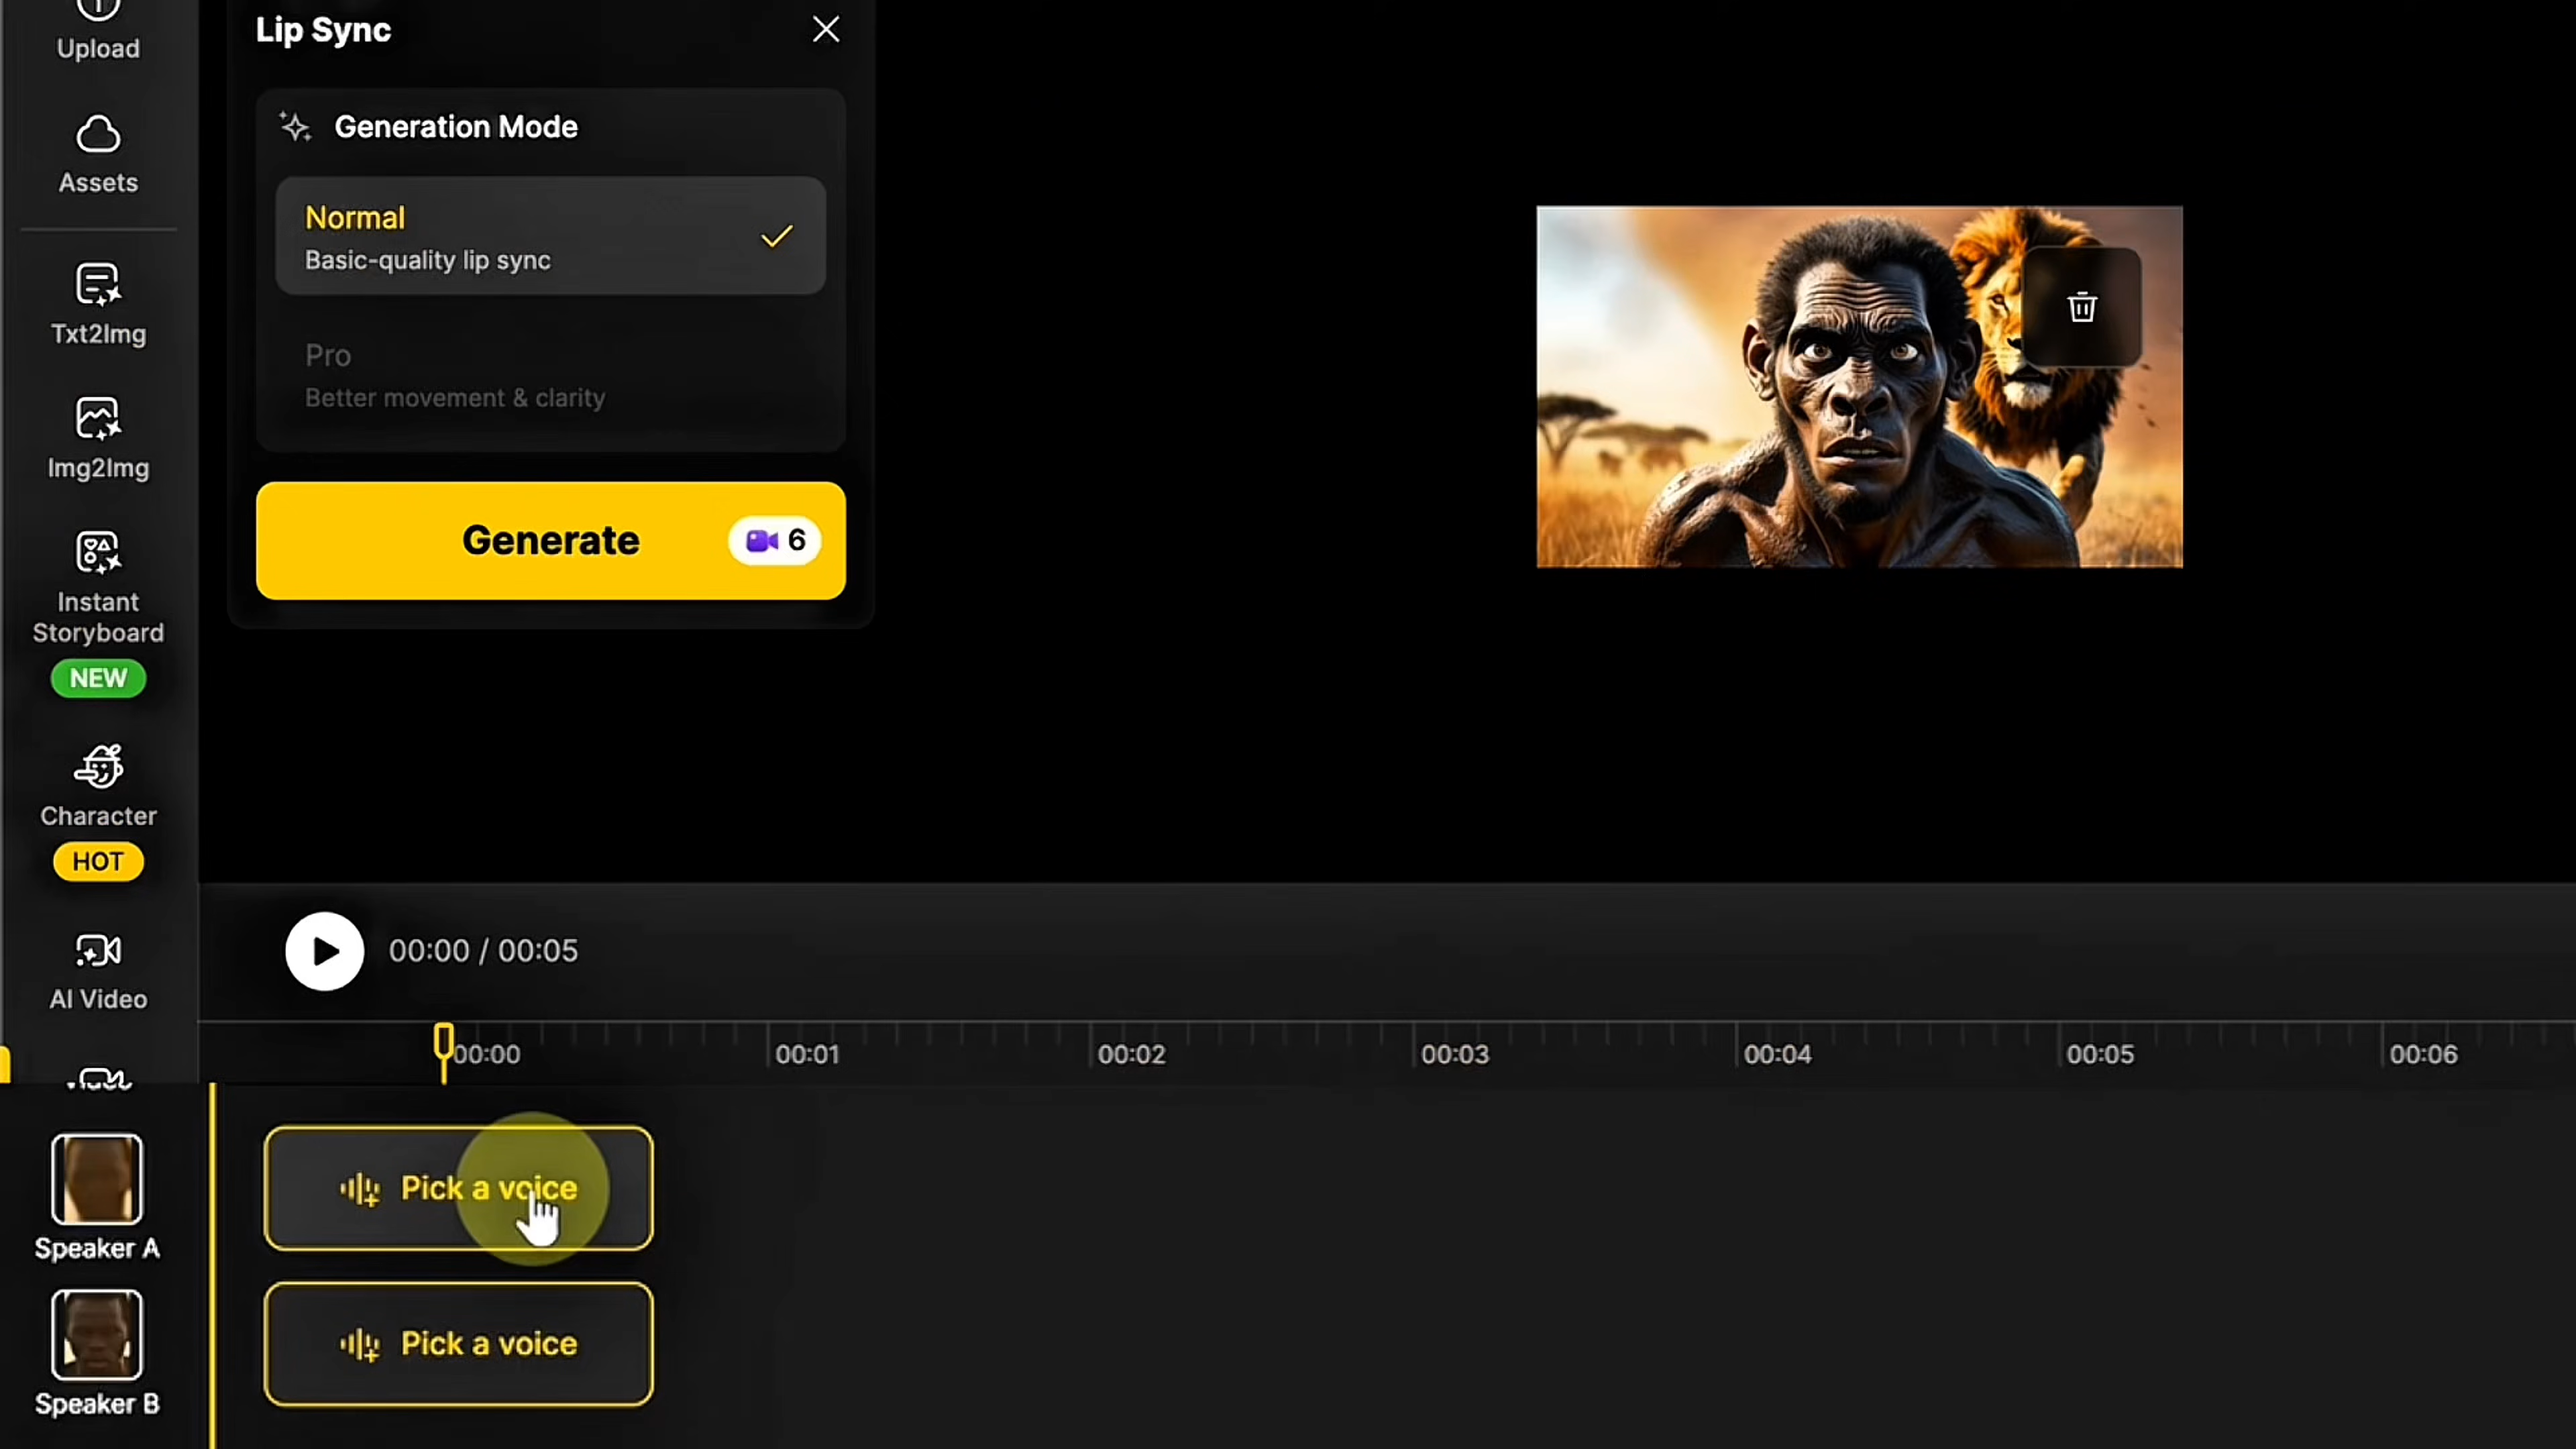 Upload
Assets
Txt2Img
Img2Img
Instant
Storyboard
NEW
Character
HOT
AI Video
Lip Sync
Generation Mode
Normal
Basic-quality lip sync
Pro
Better movement & clarity
Generate 6
00:00 / 00:05
00:00 00:01 00:02 00:03 00:04 00:05 00:06
Speaker A
Pick a voice
Speaker B
Pick a voice